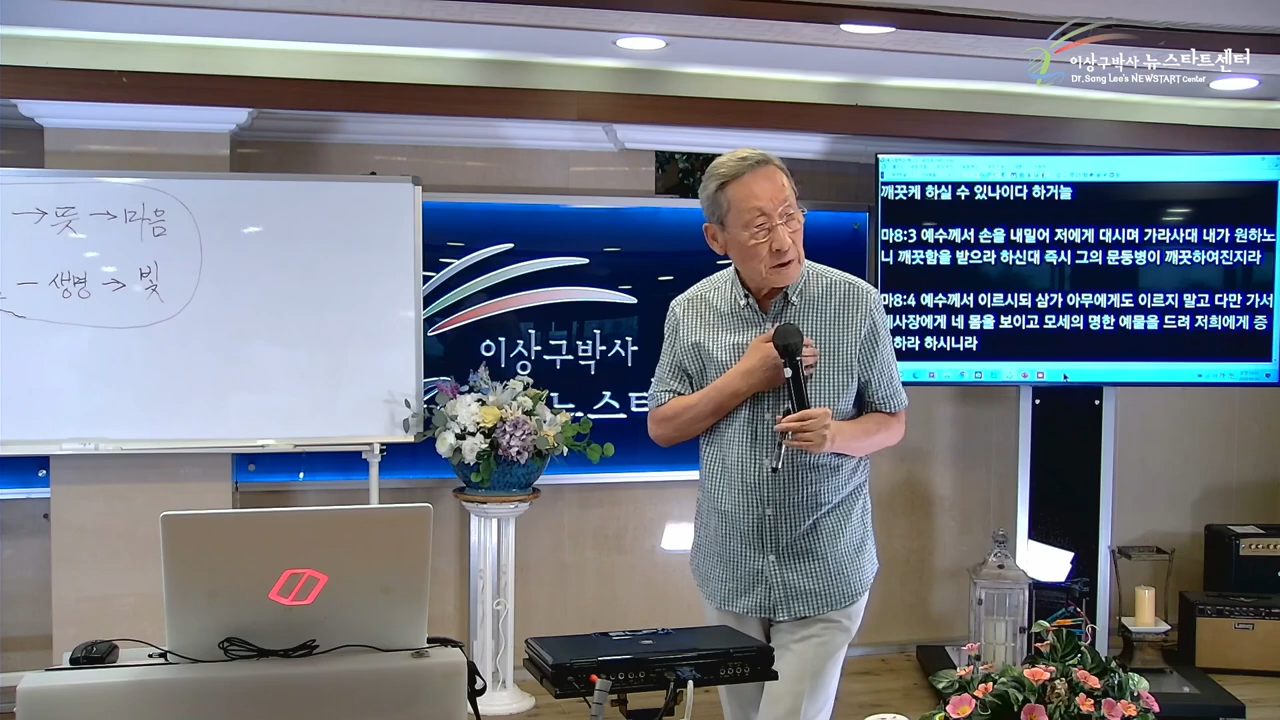 이상구박사 뉴스타트센터
Dr. Sang Lee's NEWSTART Center
→뜻 →마음
— 생명 → 빛
이상구박사
뉴스타
깨끗케 하실 수 있나이다 하거늘
마8:3 예수께서 손을 내밀어 저에게 대시며 가라사대 내가 원하노
니 깨끗함을 받으라 하신대 즉시 그의 문둥병이 깨끗하여진지라
마8:4 예수께서 이르시되 삼가 아무에게도 이르지 말고 다만 가서
제사장에게 네 몸을 보이고 모세의 명한 예물을 드려 저희에게 증
하라 하시니라
Laney